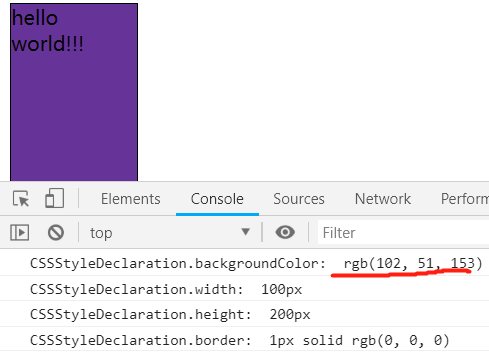 hello
world!!!
Elements Console Sources Network Perform
top Filter
CSSStyleDeclaration.backgroundColor: rgb(102, 51, 153)
CSSStyleDeclaration.width: 100px
CSSStyleDeclaration.height: 200px
CSSStyleDeclaration.border: 1px solid rgb(0, 0, 0)